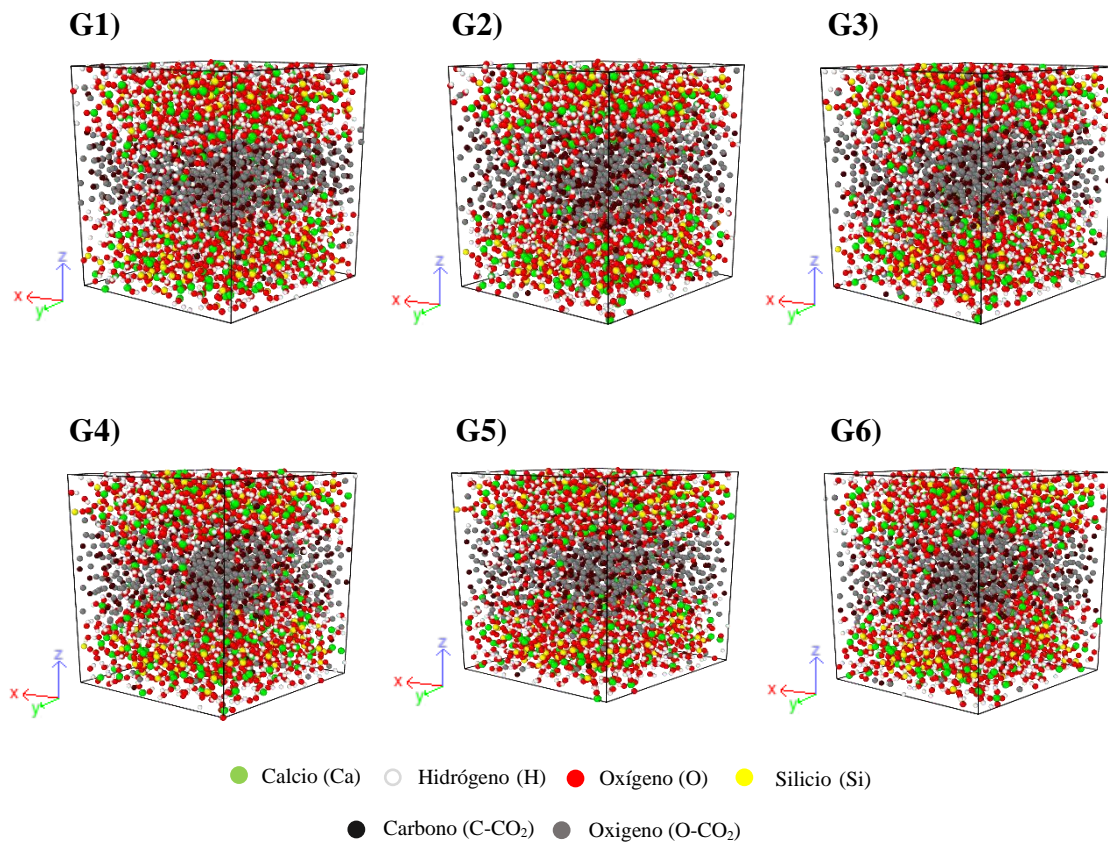 G1) G2) G3)
z z z
x x x
y y y
G4) G5) G6)
z z z
x x x
y y y
Calcio (Ca) Hidrógeno (H) Oxígeno (O) Silicio (Si)
Carbono (C-CO₂) Oxigeno (O-CO₂)